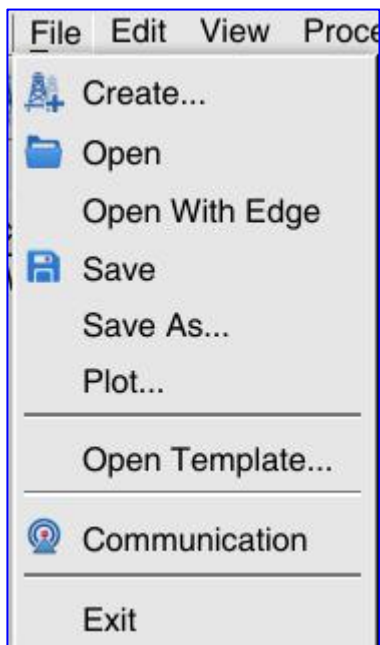 File Edit View
Create...
Open
Open With Edge
Save
Save As...
Plot...
Open Template...
Communication
Exit